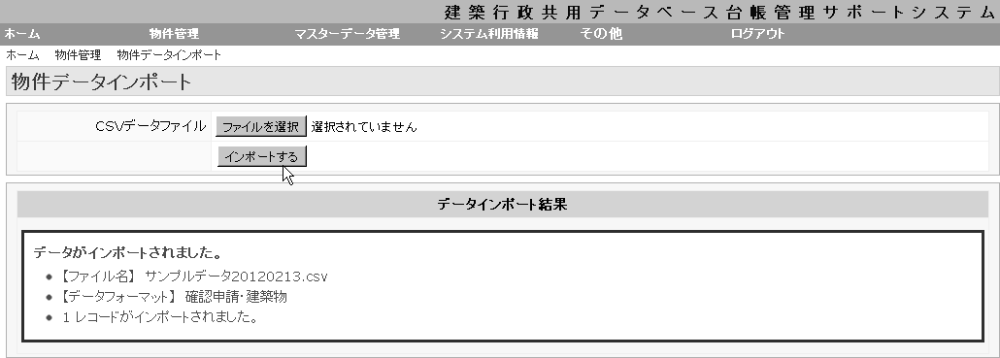 建築行政共用データベース台帳管理サポートシステム
ホーム 物件管理 マスターデータ管理 システム利用情報 その他 ログアウト
ホーム 物件管理 物件データインポート
物件データインポート
CSVデータファイル ファイルを選択 選択されていません
インポートする
データインポート結果
データがインポートされました。
【ファイル名】 サンプルデータ20120213.csv
【データフォーマット】 確認申請・建築物
1 レコードがインポートされました。